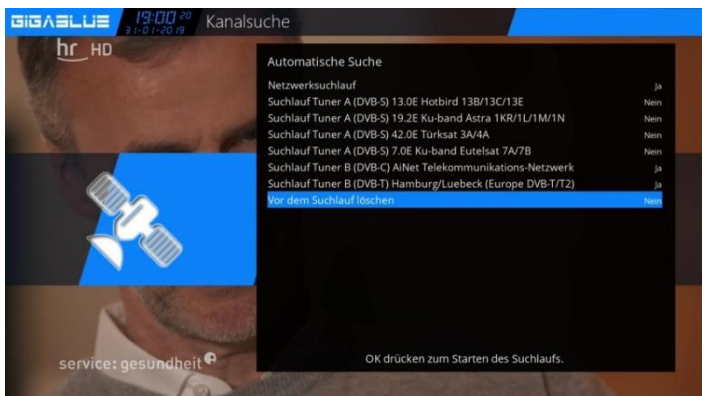 GIGABLUE
19:00 20
31-01-2019
Kanalsuche
hr HD
Automatische Suche
Netzwerksuchlauf Ja
Suchlauf Tuner A (DVB-S) 13.0E Hotbird 13B/13C/13E Nein
Suchlauf Tuner A (DVB-S) 19.2E Ku-band Astra 1KR/1L/1M/1N Nein
Suchlauf Tuner A (DVB-S) 42.0E Türksat 3A/4A Nein
Suchlauf Tuner A (DVB-S) 7.0E Ku-band Eutelsat 7A/7B Nein
Suchlauf Tuner B (DVB-C) AiNet Telekommunikations-Netzwerk Ja
Suchlauf Tuner B (DVB-T) Hamburg/Luebeck (Europe DVB-T/T2) Ja
Vor dem Suchlauf löschen Nein
service: gesundheit
OK drücken zum Starten des Suchlaufs.